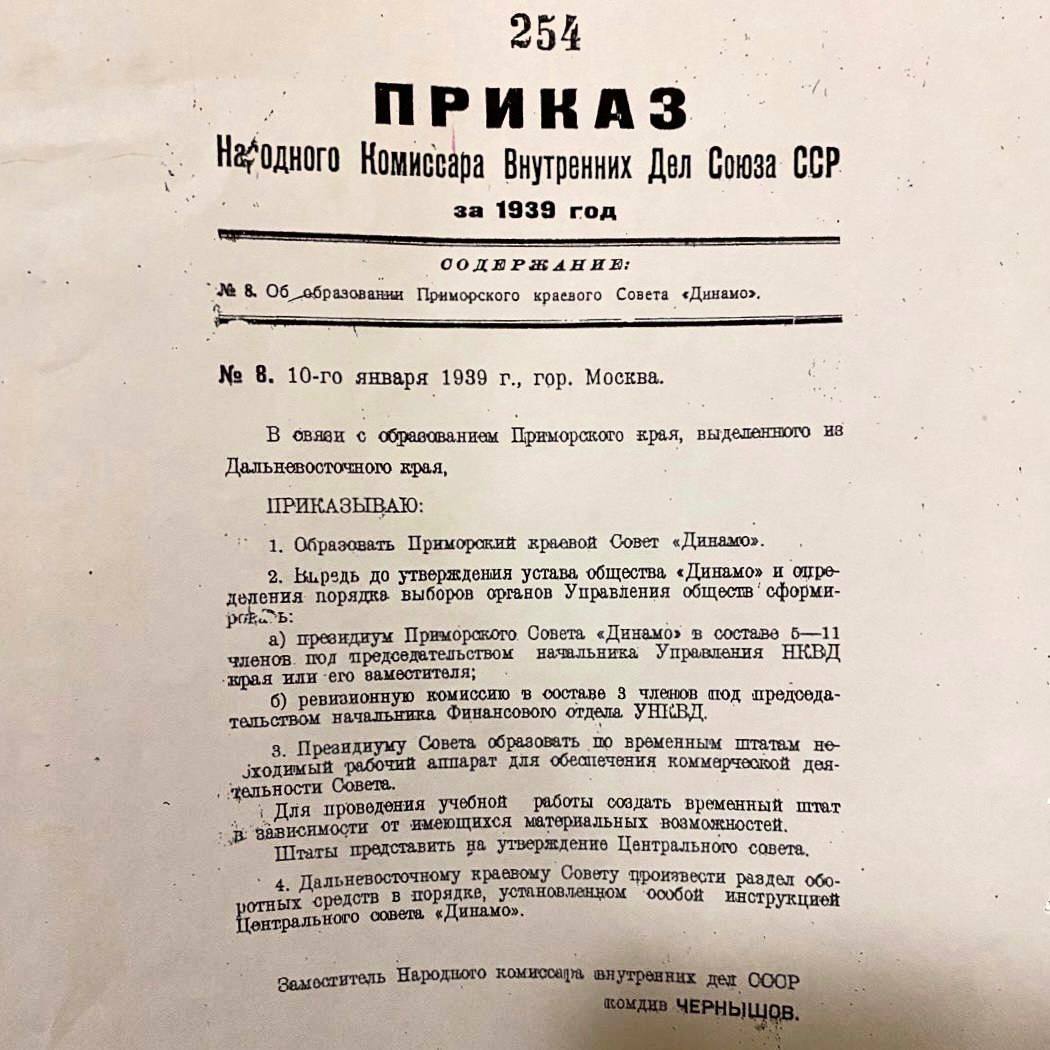 254
ПРИКАЗ
Народного Комиссара Внутренних Дел Союза ССР
за 1939 год
СОДЕРЖАНИЕ:
№ 8. Об образовании Приморского краевого Совета «Динамо».
№ 8. 10-го января 1939 г., гор. Москва.
В связи с образованием Приморского края, выделенного из
Дальневосточного края,
ПРИКАЗЫВАЮ:
1. Образовать Приморский краевой Совет «Динамо».
2. Впредь до утверждения устава общества «Динамо» и опре-
деления порядка выборов органов Управления обществ сформи-
ровать:
а) президиум Приморского Совета «Динамо» в составе 5—11
членов под председательством начальника Управления НКВД
края или его заместителя;
б) ревизионную комиссию в составе 3 членов под председа-
тельством начальника Финансового отдела УНКВД.
3. Президиуму Совета образовать по временным штатам не-
обходимый рабочий аппарат для обеспечения коммерческой дея-
тельности Совета.
Для проведения учебной работы создать временный штат
в зависимости от имеющихся материальных возможностей.
Штаты представить на утверждение Центрального совета.
4. Дальневосточному краевому Совету произвести раздел обо-
ротных средств в порядке, установленном особой инструкцией
Центрального совета «Динамо».
Заместитель Народного комиссара внутренних дел СССР
комдив ЧЕРНЫШОВ.